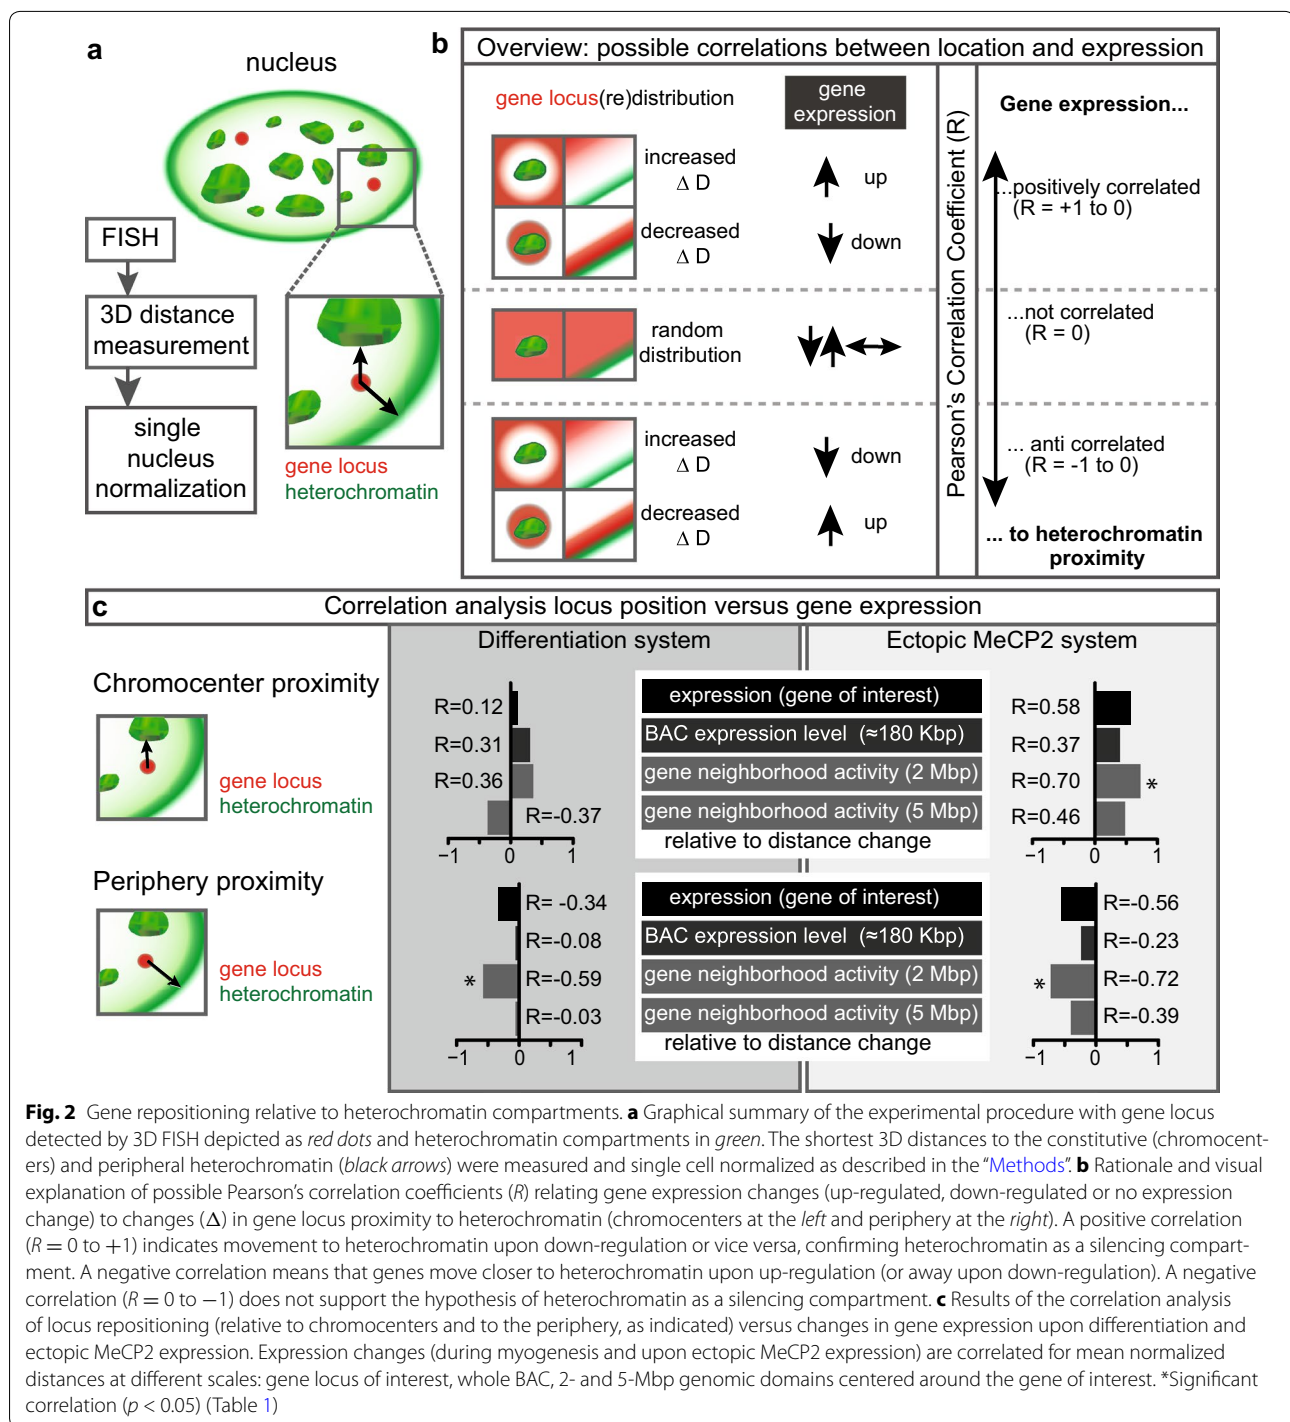 a
nucleus
FISH
3D distance
measurement
single
nucleus
normalization
gene locus
heterochromatin
b
Overview: possible correlations between location and expression
gene locus(re)distribution
gene
expression
increased
Δ D
up
decreased
Δ D
down
random
distribution
increased
Δ D
down
decreased
Δ D
up
Pearson's Correlation Coefficient (R)
Gene expression...
...positively correlated
(R = +1 to 0)
...not correlated
(R = 0)
... anti correlated
(R = -1 to 0)
... to heterochromatin
proximity
c
Correlation analysis locus position versus gene expression
Differentiation system
Ectopic MeCP2 system
Chromocenter proximity
gene locus
heterochromatin
R=0.12
R=0.31
R=0.36
R=-0.37
−1 0 1
expression (gene of interest)
BAC expression level (≈180 Kbp)
gene neighborhood activity (2 Mbp)
gene neighborhood activity (5 Mbp)
relative to distance change
R=0.58
R=0.37
R=0.70 *
R=0.46
−1 0 1
Periphery proximity
gene locus
heterochromatin
R= -0.34
R=-0.08
* R=-0.59
R=-0.03
−1 0 1
expression (gene of interest)
BAC expression level (≈180 Kbp)
gene neighborhood activity (2 Mbp)
gene neighborhood activity (5 Mbp)
relative to distance change
R=-0.56
R=-0.23
* R=-0.72
R=-0.39
−1 0 1
Fig. 2 Gene repositioning relative to heterochromatin compartments. a Graphical summary of the experimental procedure with gene locus
detected by 3D FISH depicted as red dots and heterochromatin compartments in green. The shortest 3D distances to the constitutive (chromocent-
ers) and peripheral heterochromatin (black arrows) were measured and single cell normalized as described in the “Methods”. b Rationale and visual
explanation of possible Pearson’s correlation coefficients (R) relating gene expression changes (up-regulated, down-regulated or no expression
change) to changes (Δ) in gene locus proximity to heterochromatin (chromocenters at the left and periphery at the right). A positive correlation
(R = 0 to +1) indicates movement to heterochromatin upon down-regulation or vice versa, confirming heterochromatin as a silencing compart-
ment. A negative correlation means that genes move closer to heterochromatin upon up-regulation (or away upon down-regulation). A negative
correlation (R = 0 to −1) does not support the hypothesis of heterochromatin as a silencing compartment. c Results of the correlation analysis
of locus repositioning (relative to chromocenters and to the periphery, as indicated) versus changes in gene expression upon differentiation and
ectopic MeCP2 expression. Expression changes (during myogenesis and upon ectopic MeCP2 expression) are correlated for mean normalized
distances at different scales: gene locus of interest, whole BAC, 2- and 5-Mbp genomic domains centered around the gene of interest. *Significant
correlation (p < 0.05) (Table 1)